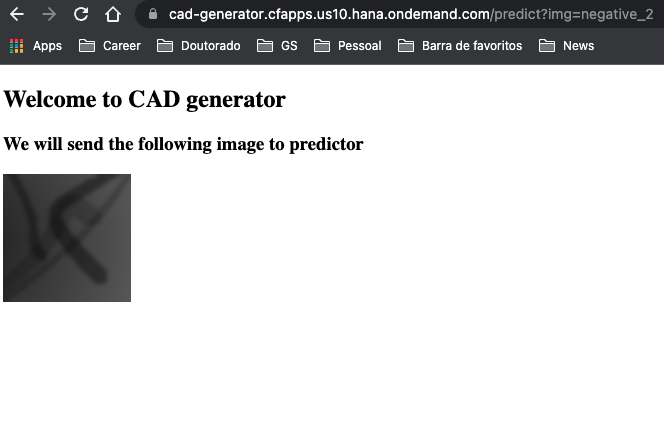 cad-generator.cfapps.us10.hana.ondemand.com/predict?img=negative_2
Apps Career Doutorado GS Pessoal Barra de favoritos News
Welcome to CAD generator
We will send the following image to predictor